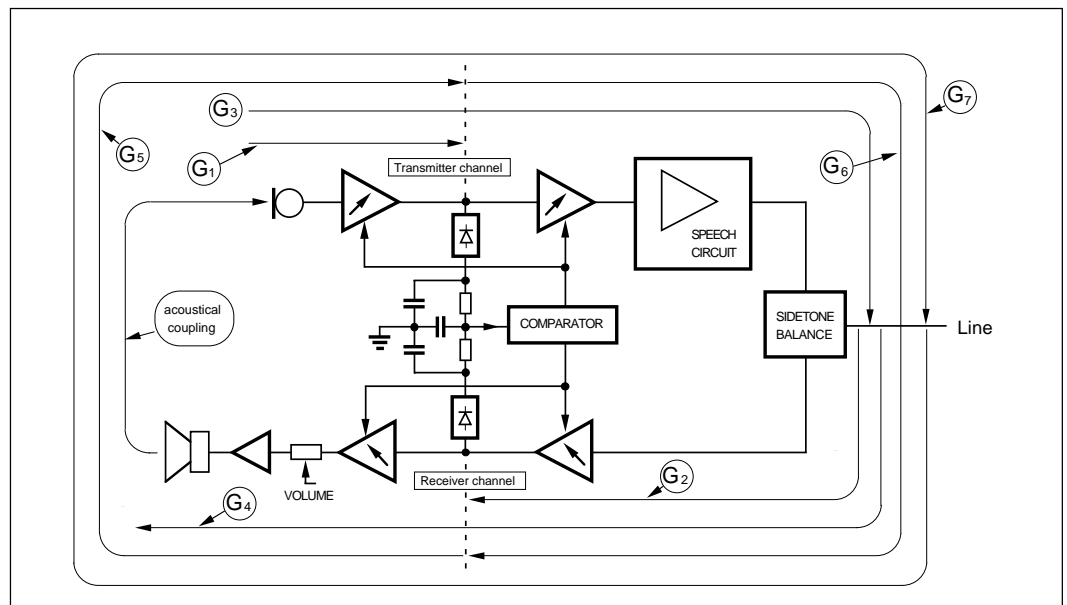 G7
G3
G5
G1
Transmitter channel
G6
SPEECH
CIRCUIT
acoustical
coupling
COMPARATOR
SIDETONE
BALANCE
Line
VOLUME
Receiver channel
G2
G4